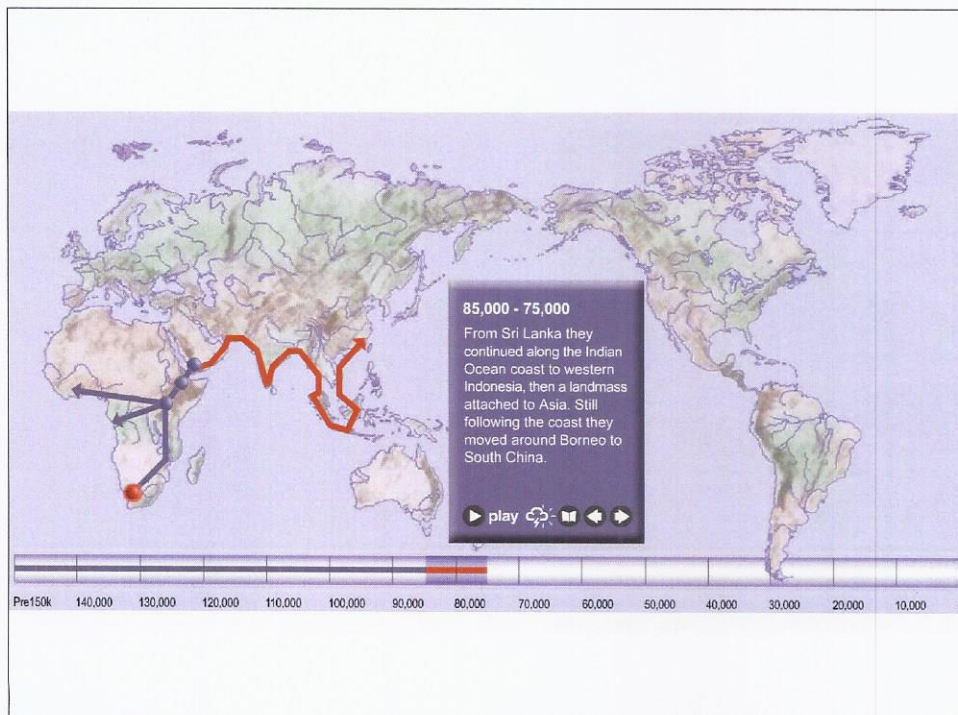 85,000 - 75,000
From Sri Lanka they
continued along the Indian
Ocean coast to western
Indonesia, then a landmass
attached to Asia. Still
following the coast they
moved around Borneo to
South China.
play
Pre150k 140,000 130,000 120,000 110,000 100,000 90,000 80,000 70,000 60,000 50,000 40,000 30,000 20,000 10,000